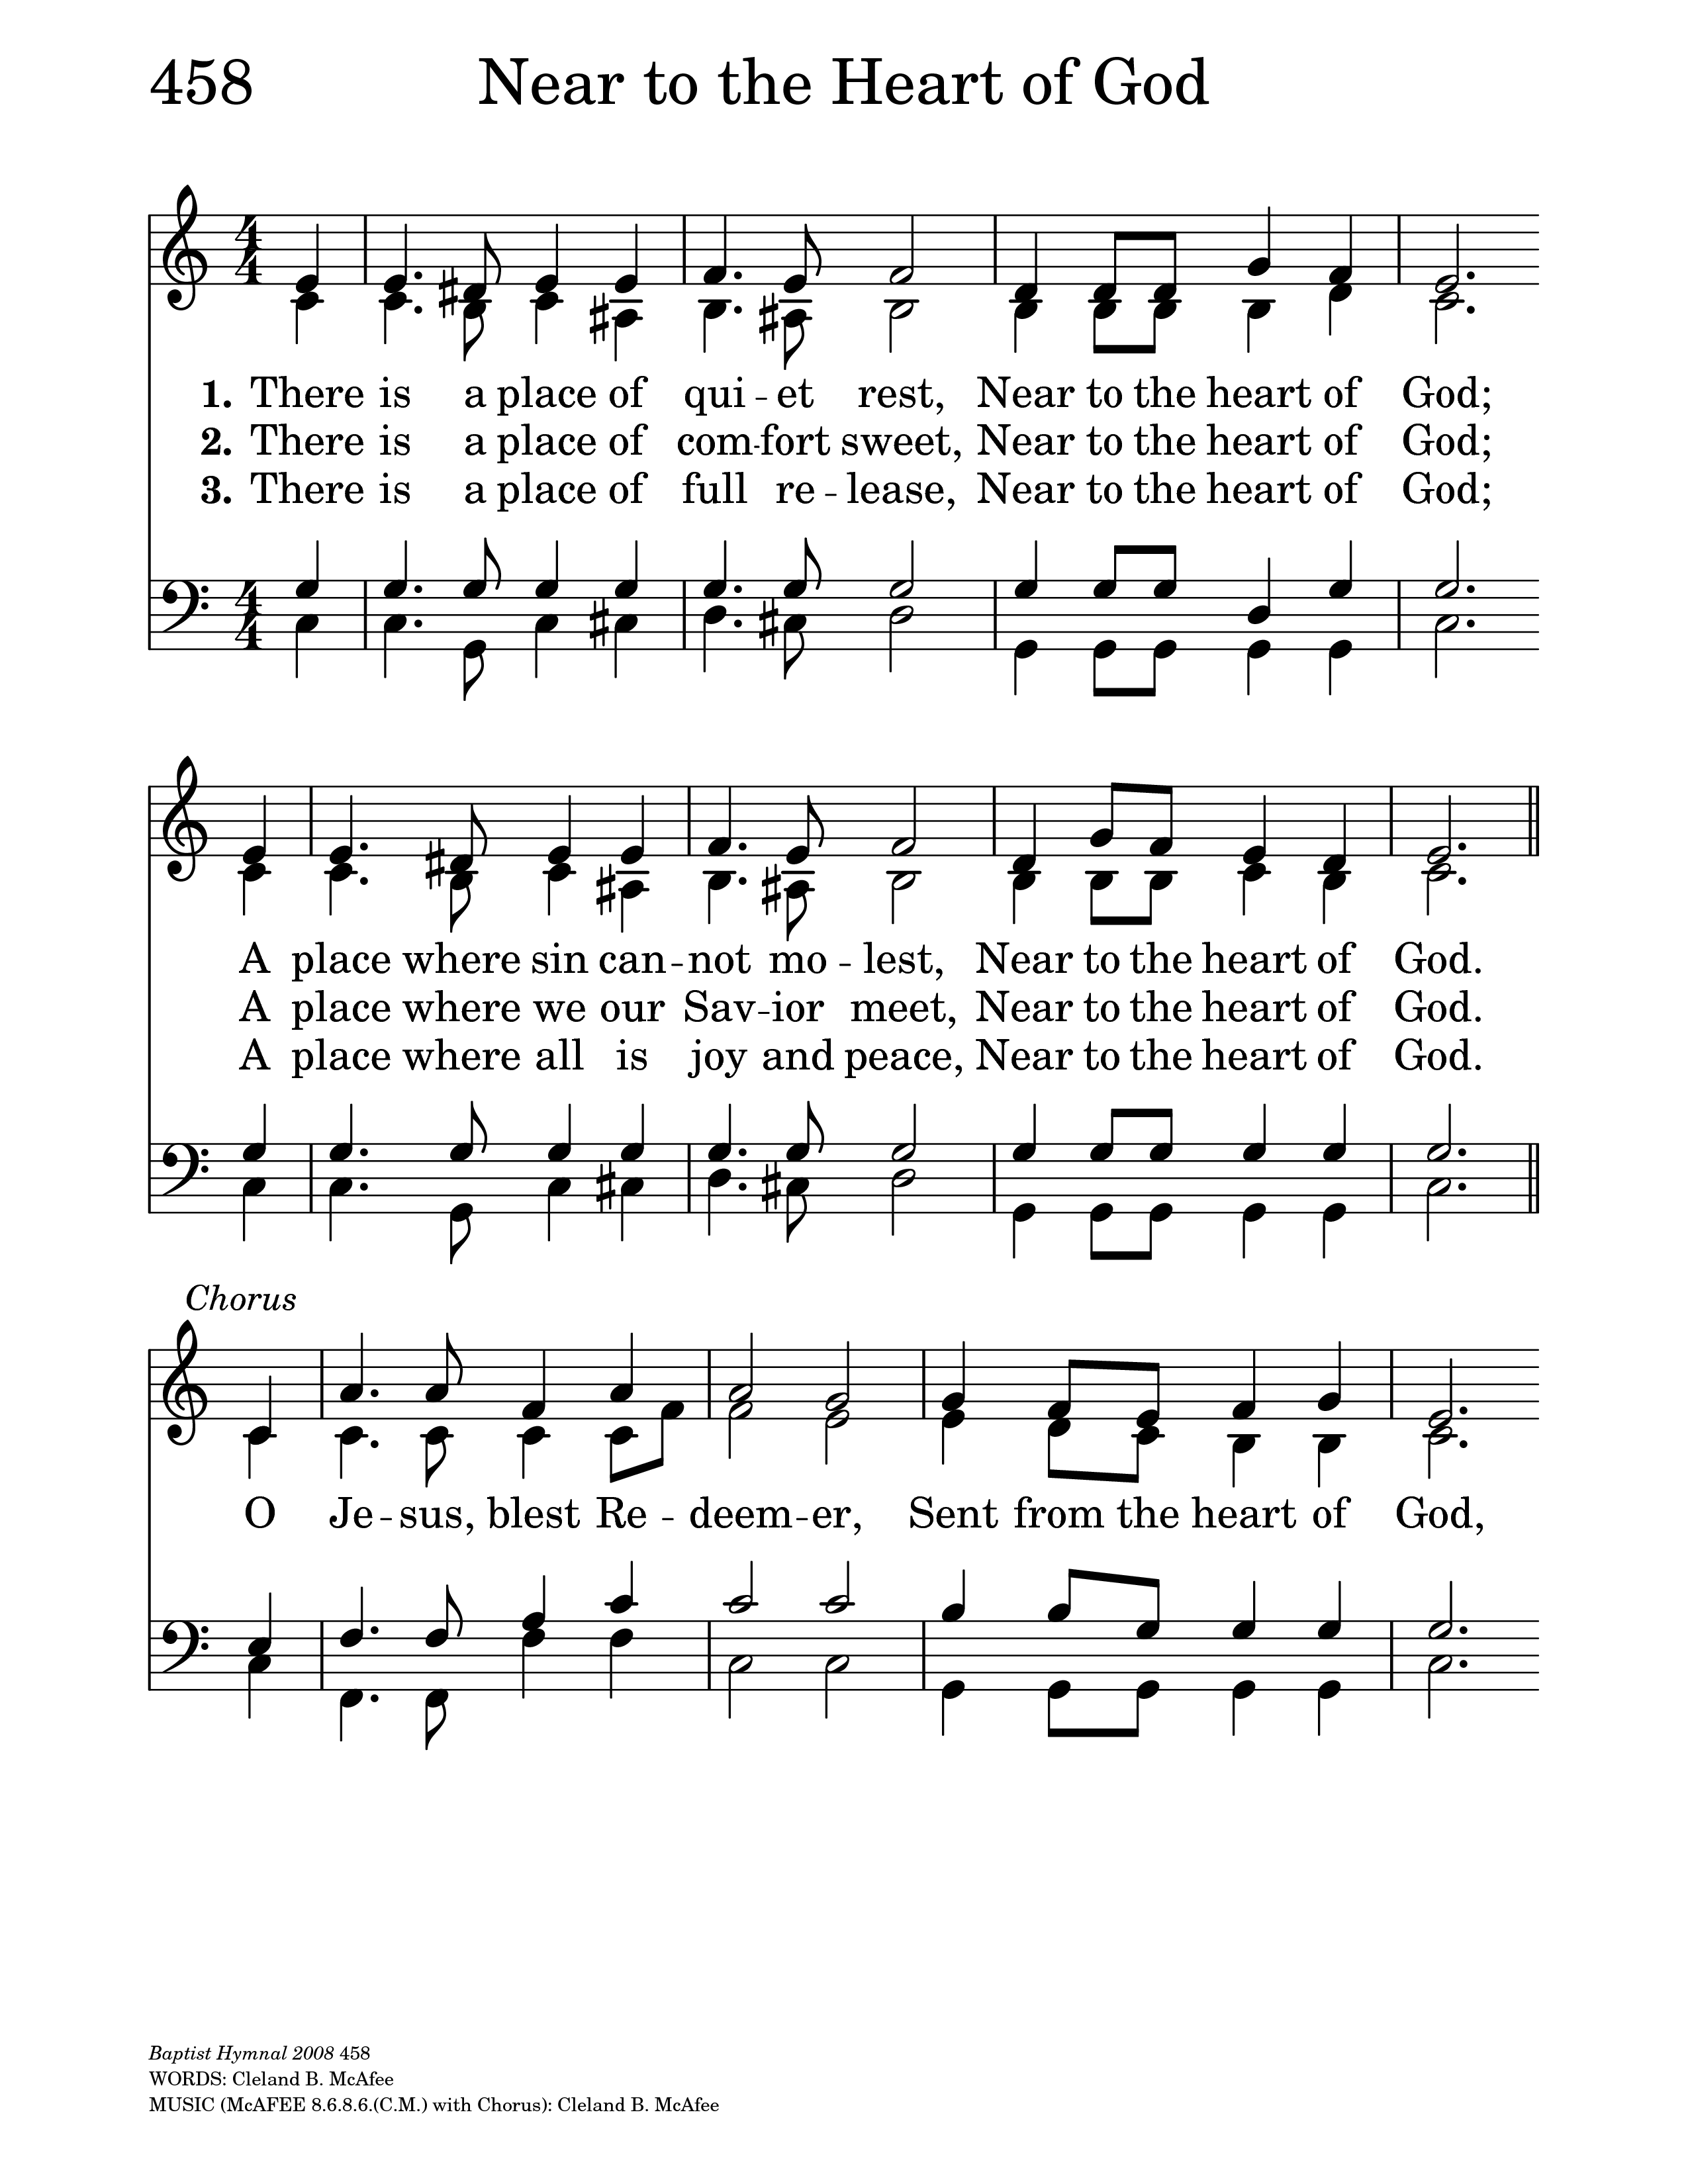 458 Near to the Heart of God
1. There is a place of qui -- et rest, Near to the heart of God;
2. There is a place of com -- fort sweet, Near to the heart of God;
3. There is a place of full re -- lease, Near to the heart of God;
A place where sin can -- not mo -- lest, Near to the heart of God.
A place where we our Sav -- ior meet, Near to the heart of God.
A place where all is joy and peace, Near to the heart of God.
Chorus
O Je -- sus, blest Re -- deem -- er, Sent from the heart of God,
Baptist Hymnal 2008 458
WORDS: Cleland B. McAfee
MUSIC (McAFEE 8.6.8.6.(C.M.) with Chorus): Cleland B. McAfee